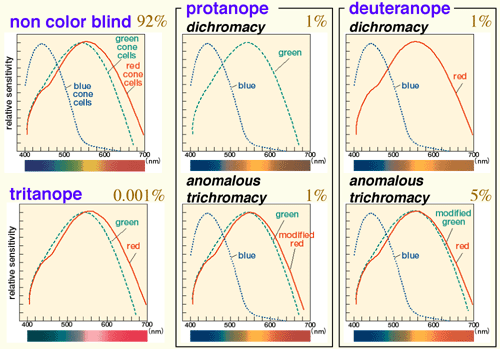 non color blind 92%
relative sensitivity
green
cone
cells
red
cone
cells
blue
cone
cells
400 500 600 700
(nm)
protanope
dichromacy 1%
green
blue
400 500 600 700
(nm)
deuteranope
dichromacy 1%
red
blue
400 500 600 700
(nm)
tritanope 0.001%
relative sensitivity
green
red
400 500 600 700
(nm)
anomalous 1%
trichromacy
green
modified
red
blue
400 500 600 700
(nm)
anomalous 5%
trichromacy
modified
green
red
blue
400 500 600 700
(nm)